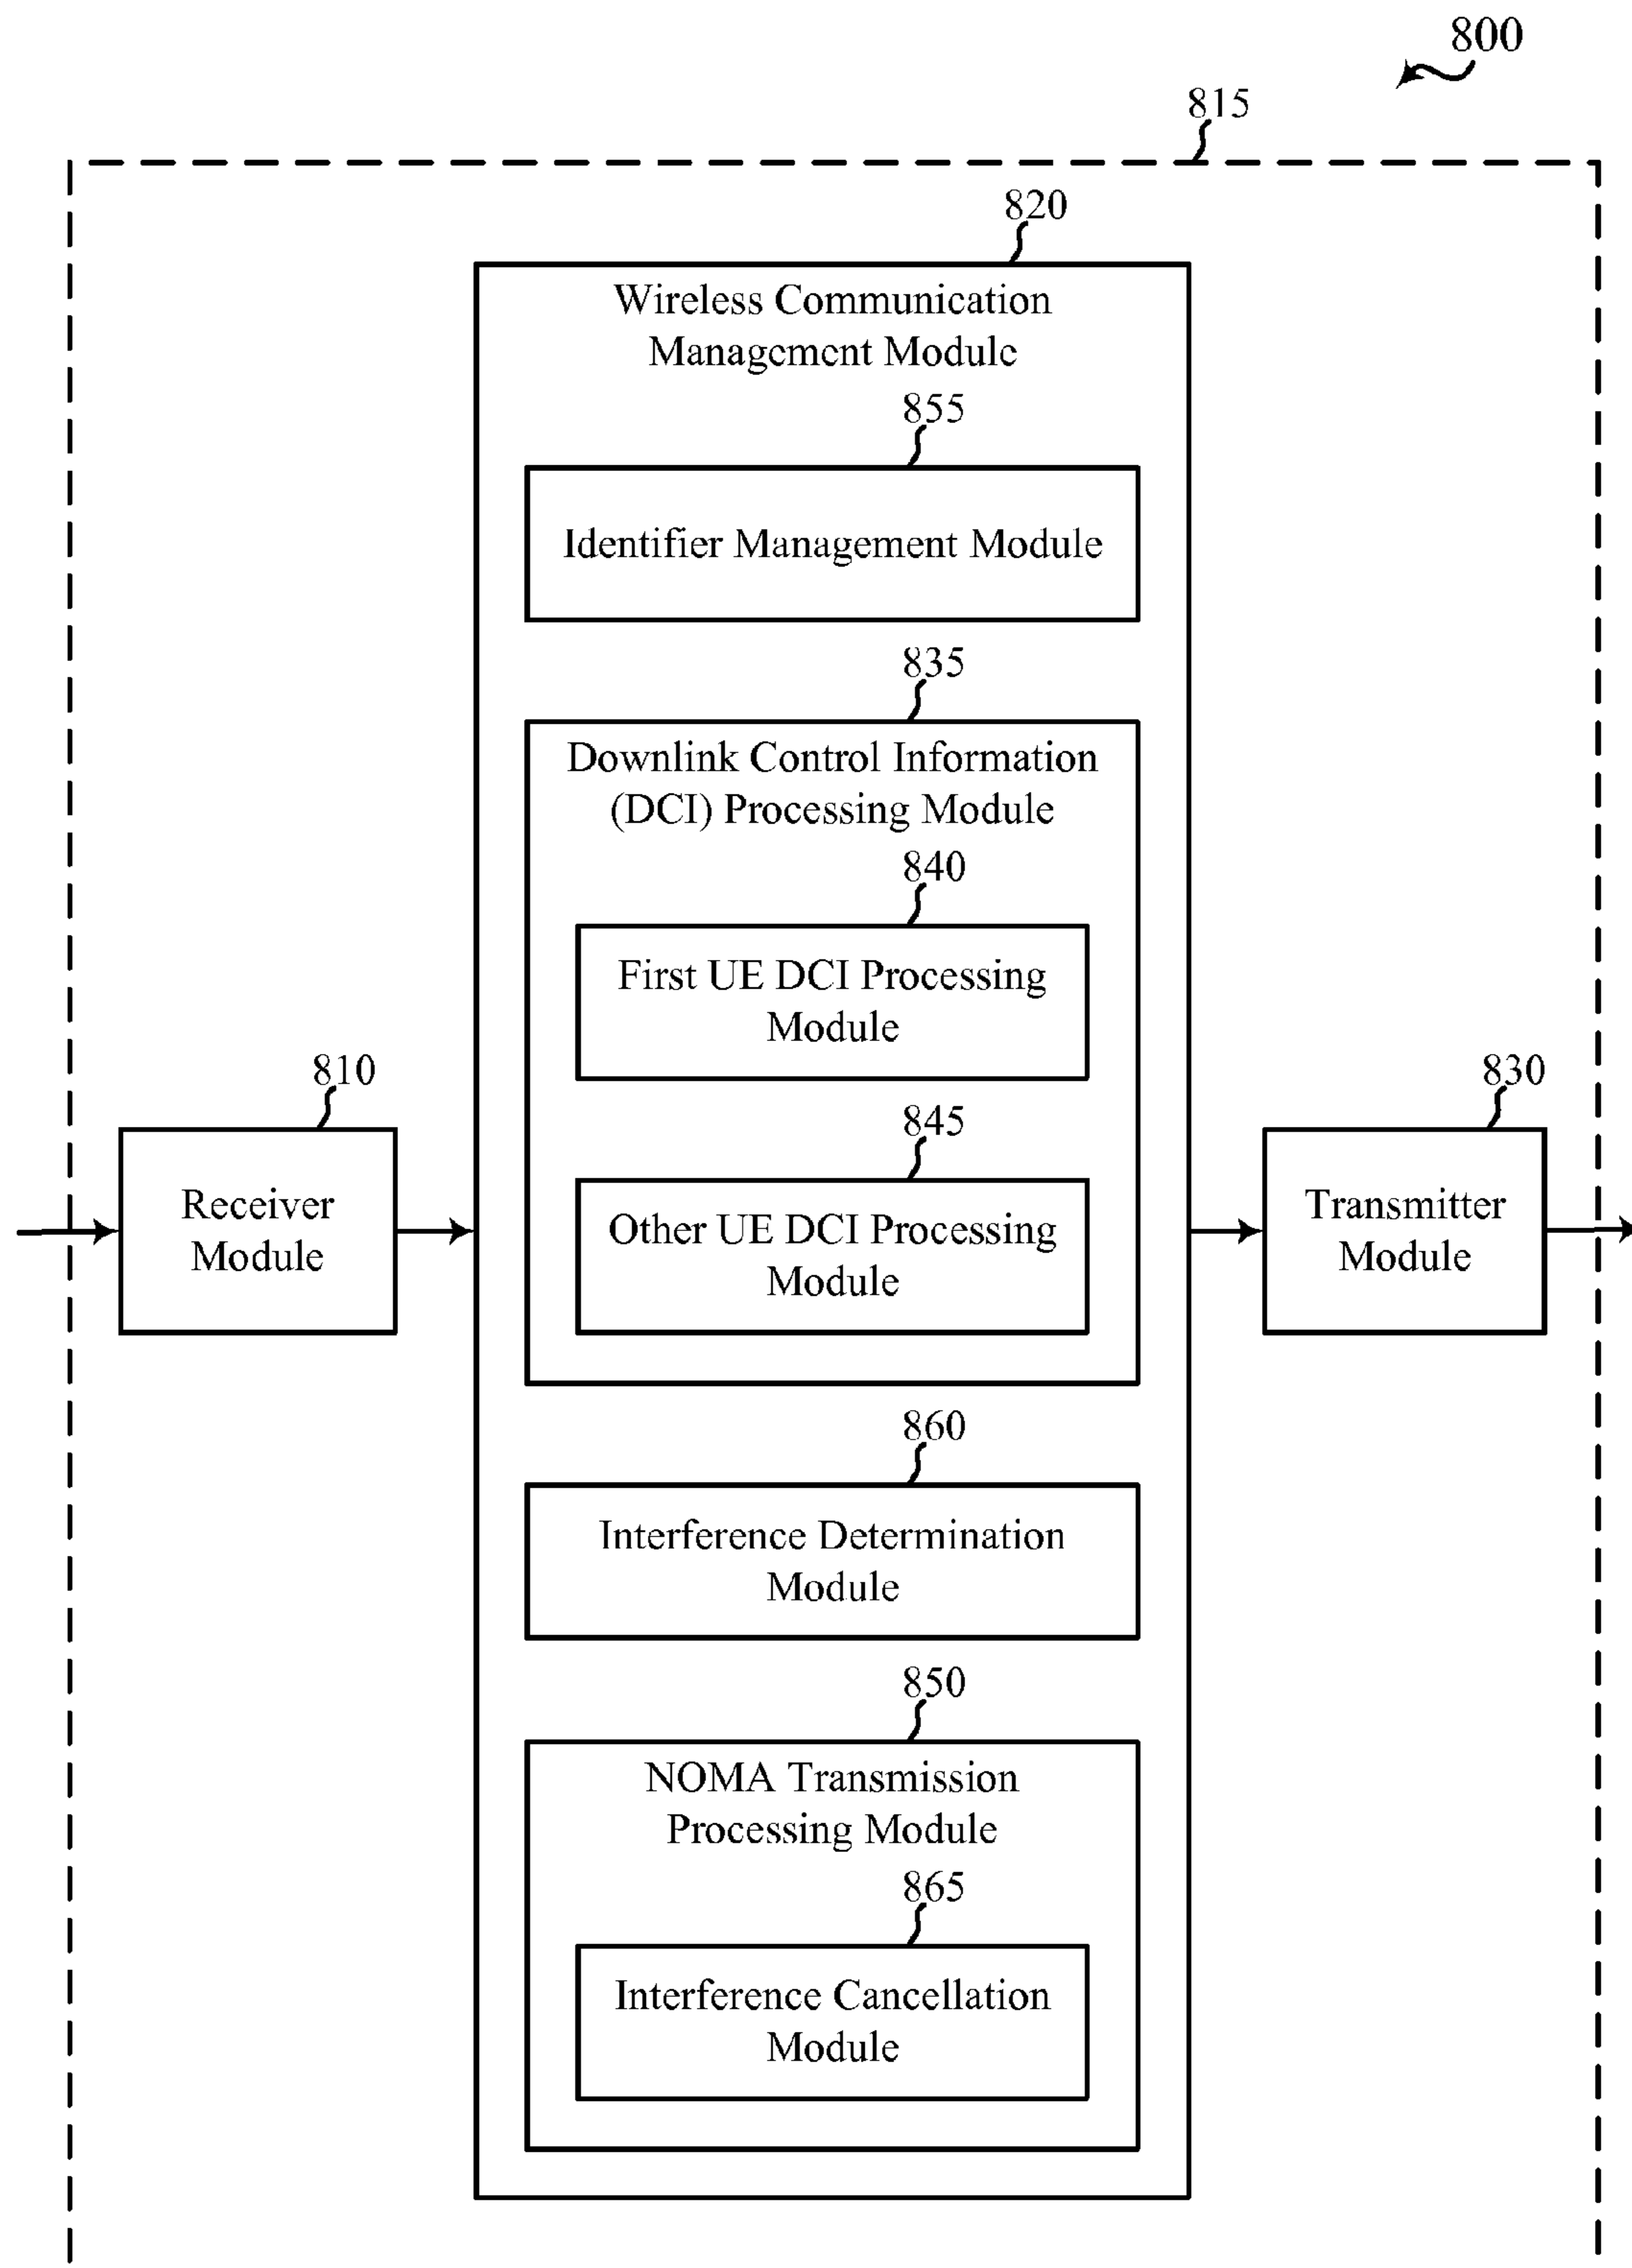 800
815
820
Wireless Communication
Management Module
855
Identifier Management Module
835
Downlink Control Information
(DCI) Processing Module
840
First UE DCI Processing
Module
810
Receiver
Module
845
Other UE DCI Processing
Module
830
Transmitter
Module
860
Interference Determination
Module
850
NOMA Transmission
Processing Module
865
Interference Cancellation
Module